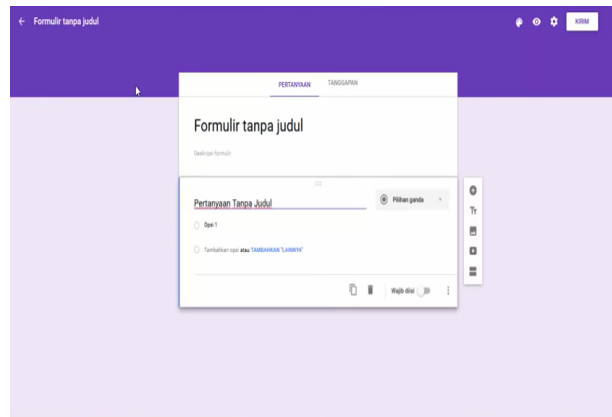 Formulir tanpa judul
KIRIM
PERTANYAAN TANGGAPAN
Formulir tanpa judul
Deskripsi formulir
Pertanyaan Tanpa Judul
Pilihan ganda
Opsi 1
Tambahkan opsi atau TAMBAHKAN "LAINNYA"
Tr
Wajib diisi